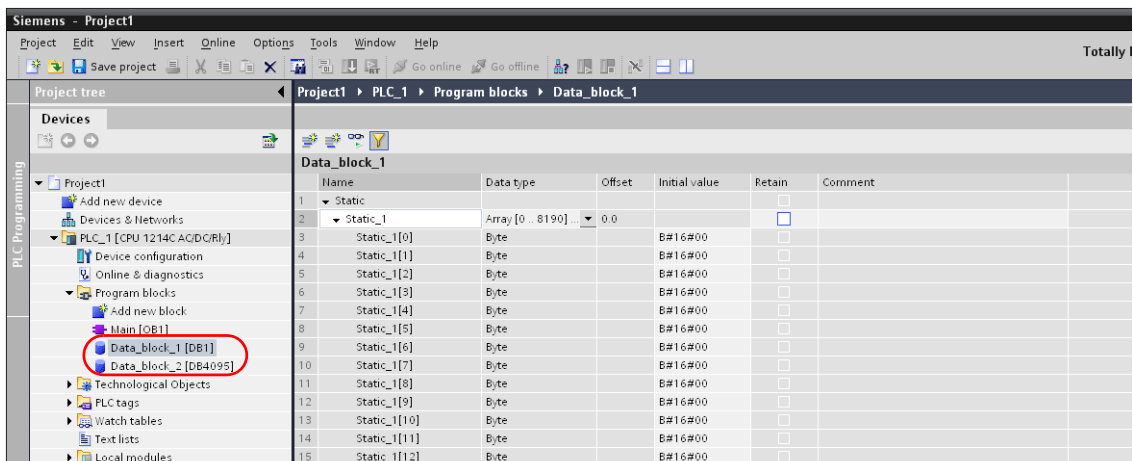 Siemens - Project1
Project Edit View Insert Online Options Tools Window Help
Totally
Save project Go online Go offline
Project tree
Project1 PLC_1 Program blocks Data_block_1
Devices
PLC Programming
Data_block_1
Name Data type Offset Initial value Retain Comment
Project1
Add new device
Devices & Networks
PLC_1 [CPU 1214C AC/DC/Rly]
Device configuration
Online & diagnostics
Program blocks
Add new block
Main [OB1]
Data_block_1 [DB1]
Data_block_2 [DB4095]
Technological Objects
PLC tags
Watch tables
Text lists
Local modules
1 Static
2 Static_1 Array [0 .. 8190] ... 0.0
3 Static_1[0] Byte B#16#00
4 Static_1[1] Byte B#16#00
5 Static_1[2] Byte B#16#00
6 Static_1[3] Byte B#16#00
7 Static_1[4] Byte B#16#00
8 Static_1[5] Byte B#16#00
9 Static_1[6] Byte B#16#00
10 Static_1[7] Byte B#16#00
11 Static_1[8] Byte B#16#00
12 Static_1[9] Byte B#16#00
13 Static_1[10] Byte B#16#00
14 Static_1[11] Byte B#16#00
15 Static_1[12] Byte B#16#00